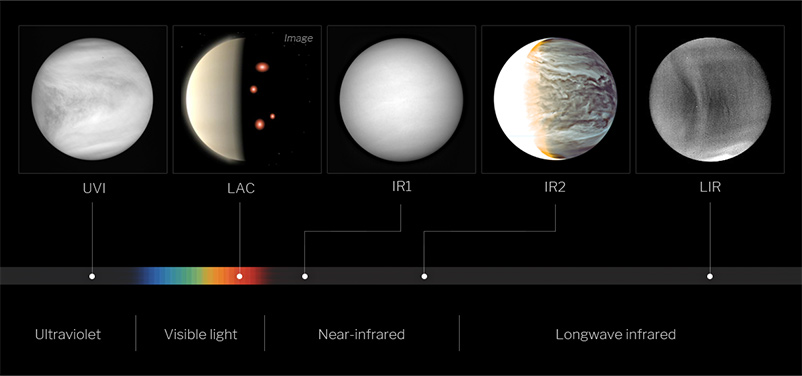 Image
UVI
LAC
IR1
IR2
LIR
Ultraviolet
Visible light
Near-infrared
Longwave infrared